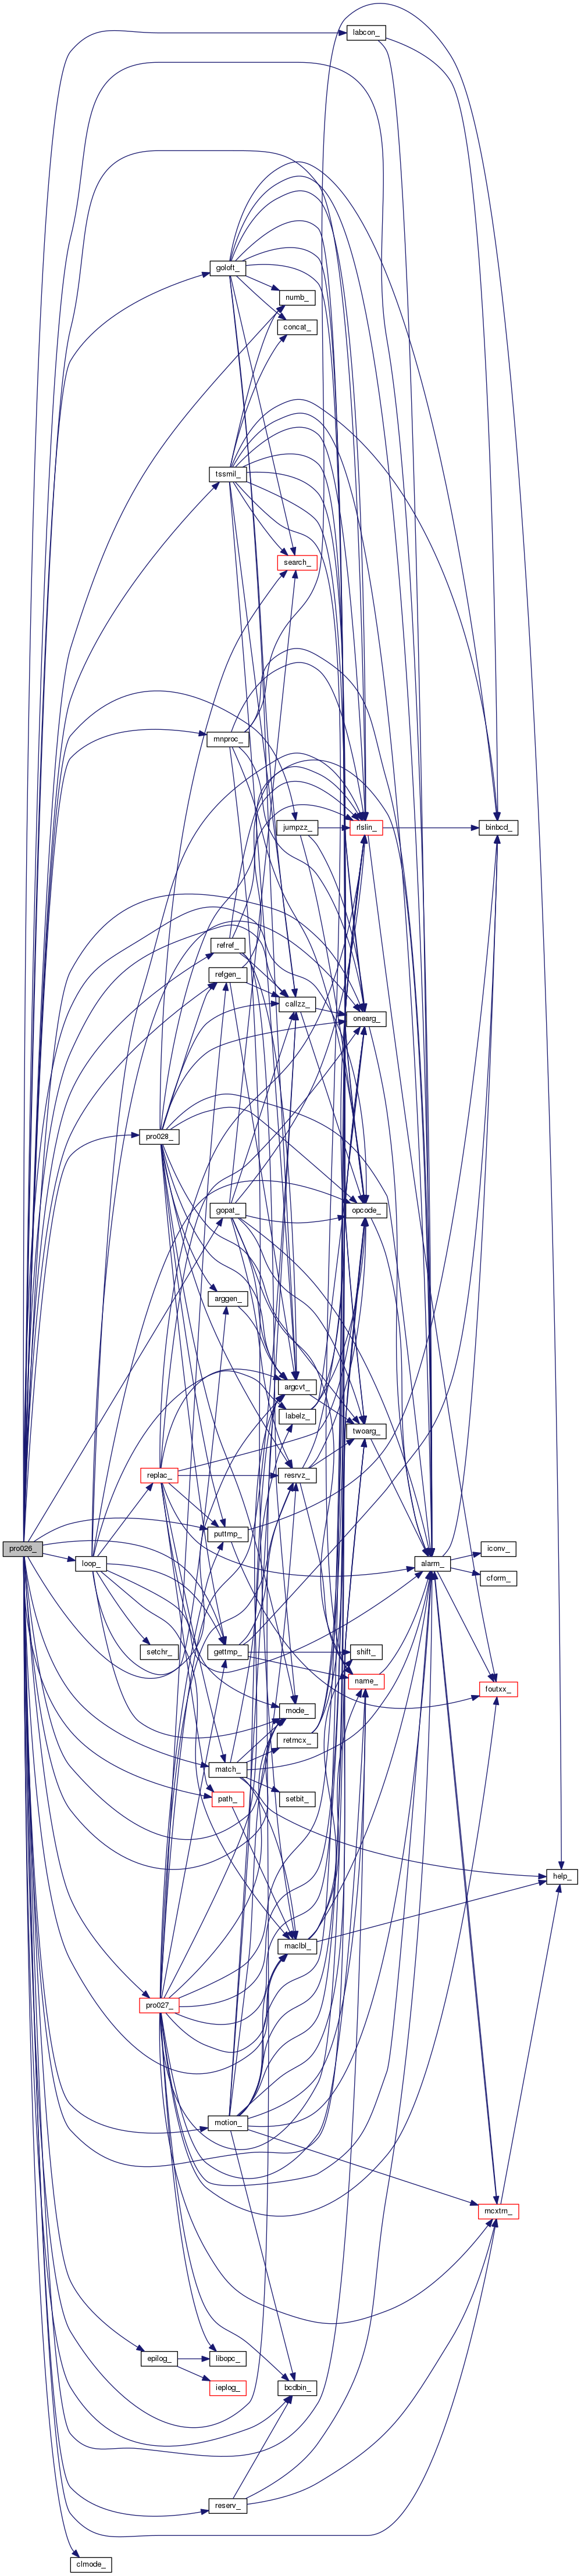 labcon_
goloft_
numb_
concat_
tssmil_
search_
mnproc_
jumpzz_
rlslin_
binbcd_
refref_
refgen_
callzz_
onearg_
pro028_
gopat_
opcode_
arggen_
argcvt_
labelz_
twoarg_
replac_
resrvz_
puttmp_
pro026_
loop_
alarm_
iconv_
cform_
setchr_
gettmp_
shift_
name_
foutxx_
mode_
retmcx_
match_
path_
setbit_
help_
maclbl_
pro027_
motion_
mcxtrn_
epilog_
libopc_
ieplog_
bcdbin_
reserv_
clmode_